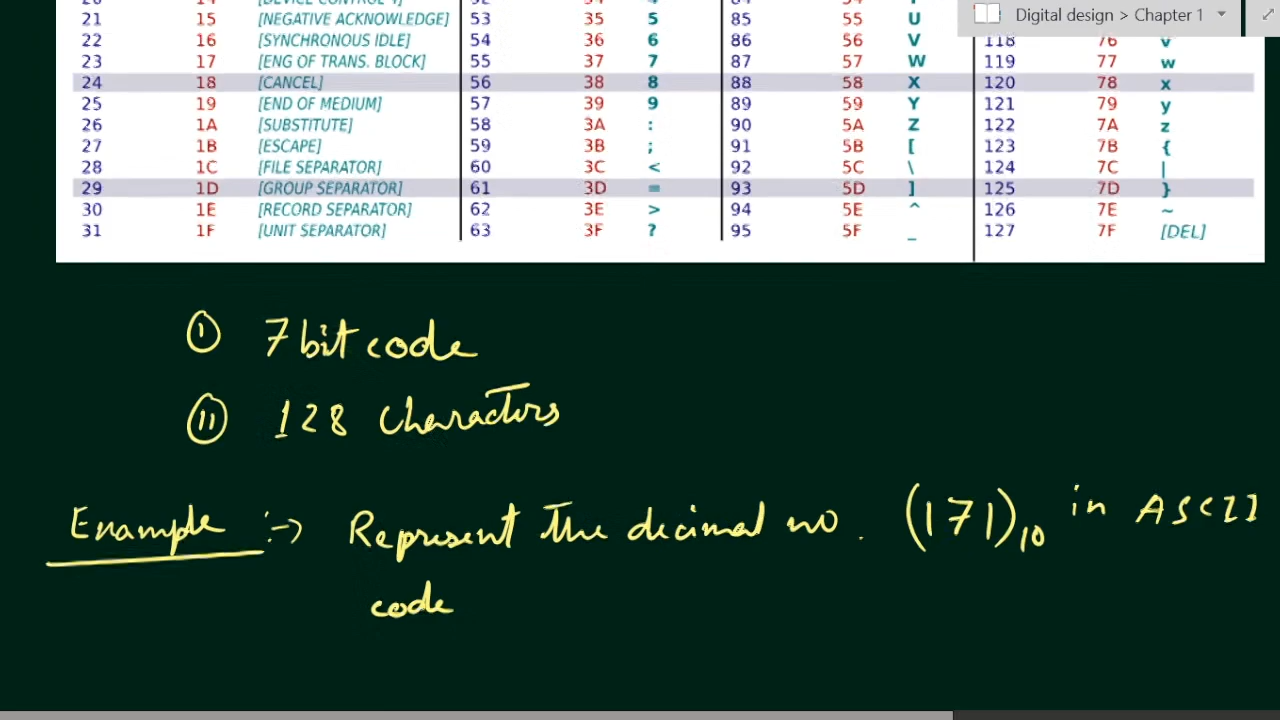 Digital design > Chapter 1
21 15 [NEGATIVE ACKNOWLEDGE] 53 35 5 85 55 U
22 16 [SYNCHRONOUS IDLE] 54 36 6 86 56 V 118 76 v
23 17 [ENG OF TRANS. BLOCK] 55 37 7 87 57 W 119 77 w
24 18 [CANCEL] 56 38 8 88 58 X 120 78 x
25 19 [END OF MEDIUM] 57 39 9 89 59 Y 121 79 y
26 1A [SUBSTITUTE] 58 3A : 90 5A Z 122 7A z
27 1B [ESCAPE] 59 3B ; 91 5B [ 123 7B {
28 1C [FILE SEPARATOR] 60 3C < 92 5C \ 124 7C |
29 1D [GROUP SEPARATOR] 61 3D = 93 5D ] 125 7D }
30 1E [RECORD SEPARATOR] 62 3E > 94 5E ^ 126 7E ~
31 1F [UNIT SEPARATOR] 63 3F ? 95 5F _ 127 7F [DEL]
(I) 7 bit code
(II) 128 Characters
Example :-> Represent the decimal no. (171)10 in ASCII
code